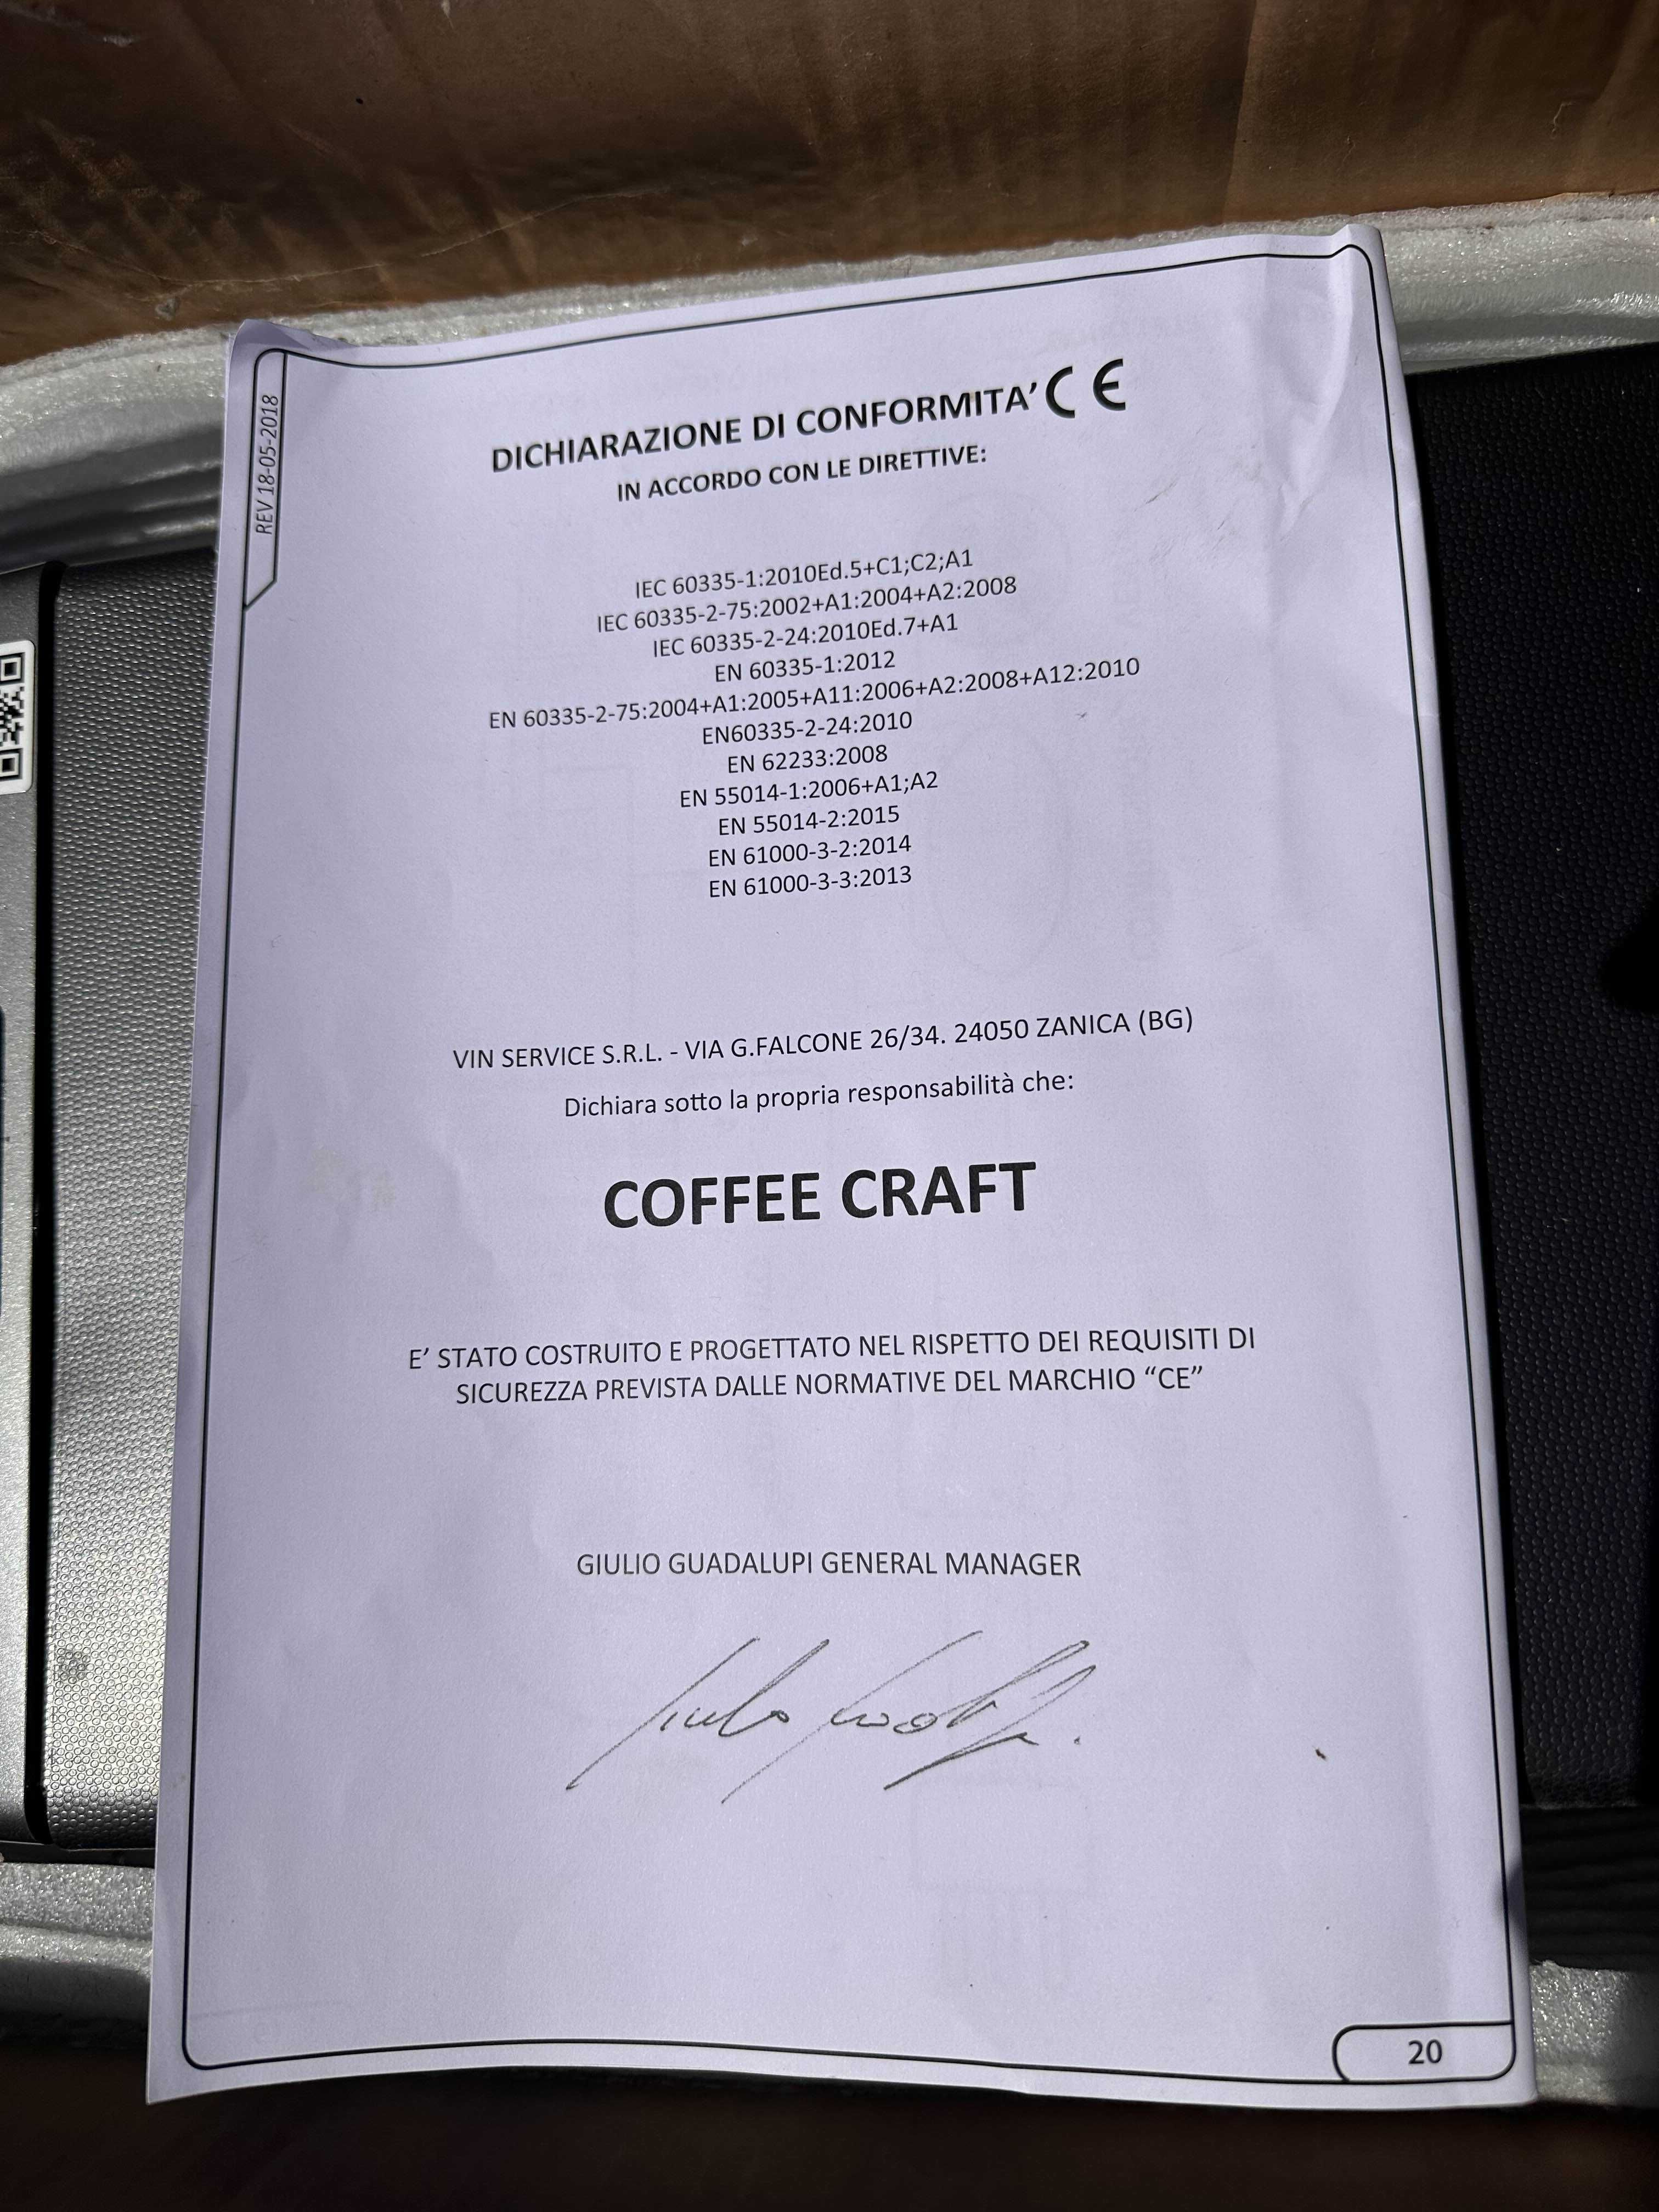 REV 18-05-2018
DICHIARAZIONE DI CONFORMITA' CE
IN ACCORDO CON LE DIRETTIVE:
IEC 60335-1:2010Ed.5+C1;C2;A1
IEC 60335-2-75:2002+A1:2004+A2:2008
IEC 60335-2-24:2010Ed.7+A1
EN 60335-1:2012
EN 60335-2-75:2004+A1:2005+A11:2006+A2:2008+A12:2010
EN60335-2-24:2010
EN 62233:2008
EN 55014-1:2006+A1;A2
EN 55014-2:2015
EN 61000-3-2:2014
EN 61000-3-3:2013
VIN SERVICE S.R.L. - VIA G.FALCONE 26/34. 24050 ZANICA (BG)
Dichiara sotto la propria responsabilità che:
COFFEE CRAFT
E’ STATO COSTRUITO E PROGETTATO NEL RISPETTO DEI REQUISITI DI
SICUREZZA PREVISTA DALLE NORMATIVE DEL MARCHIO “CE”
GIULIO GUADALUPI GENERAL MANAGER
20